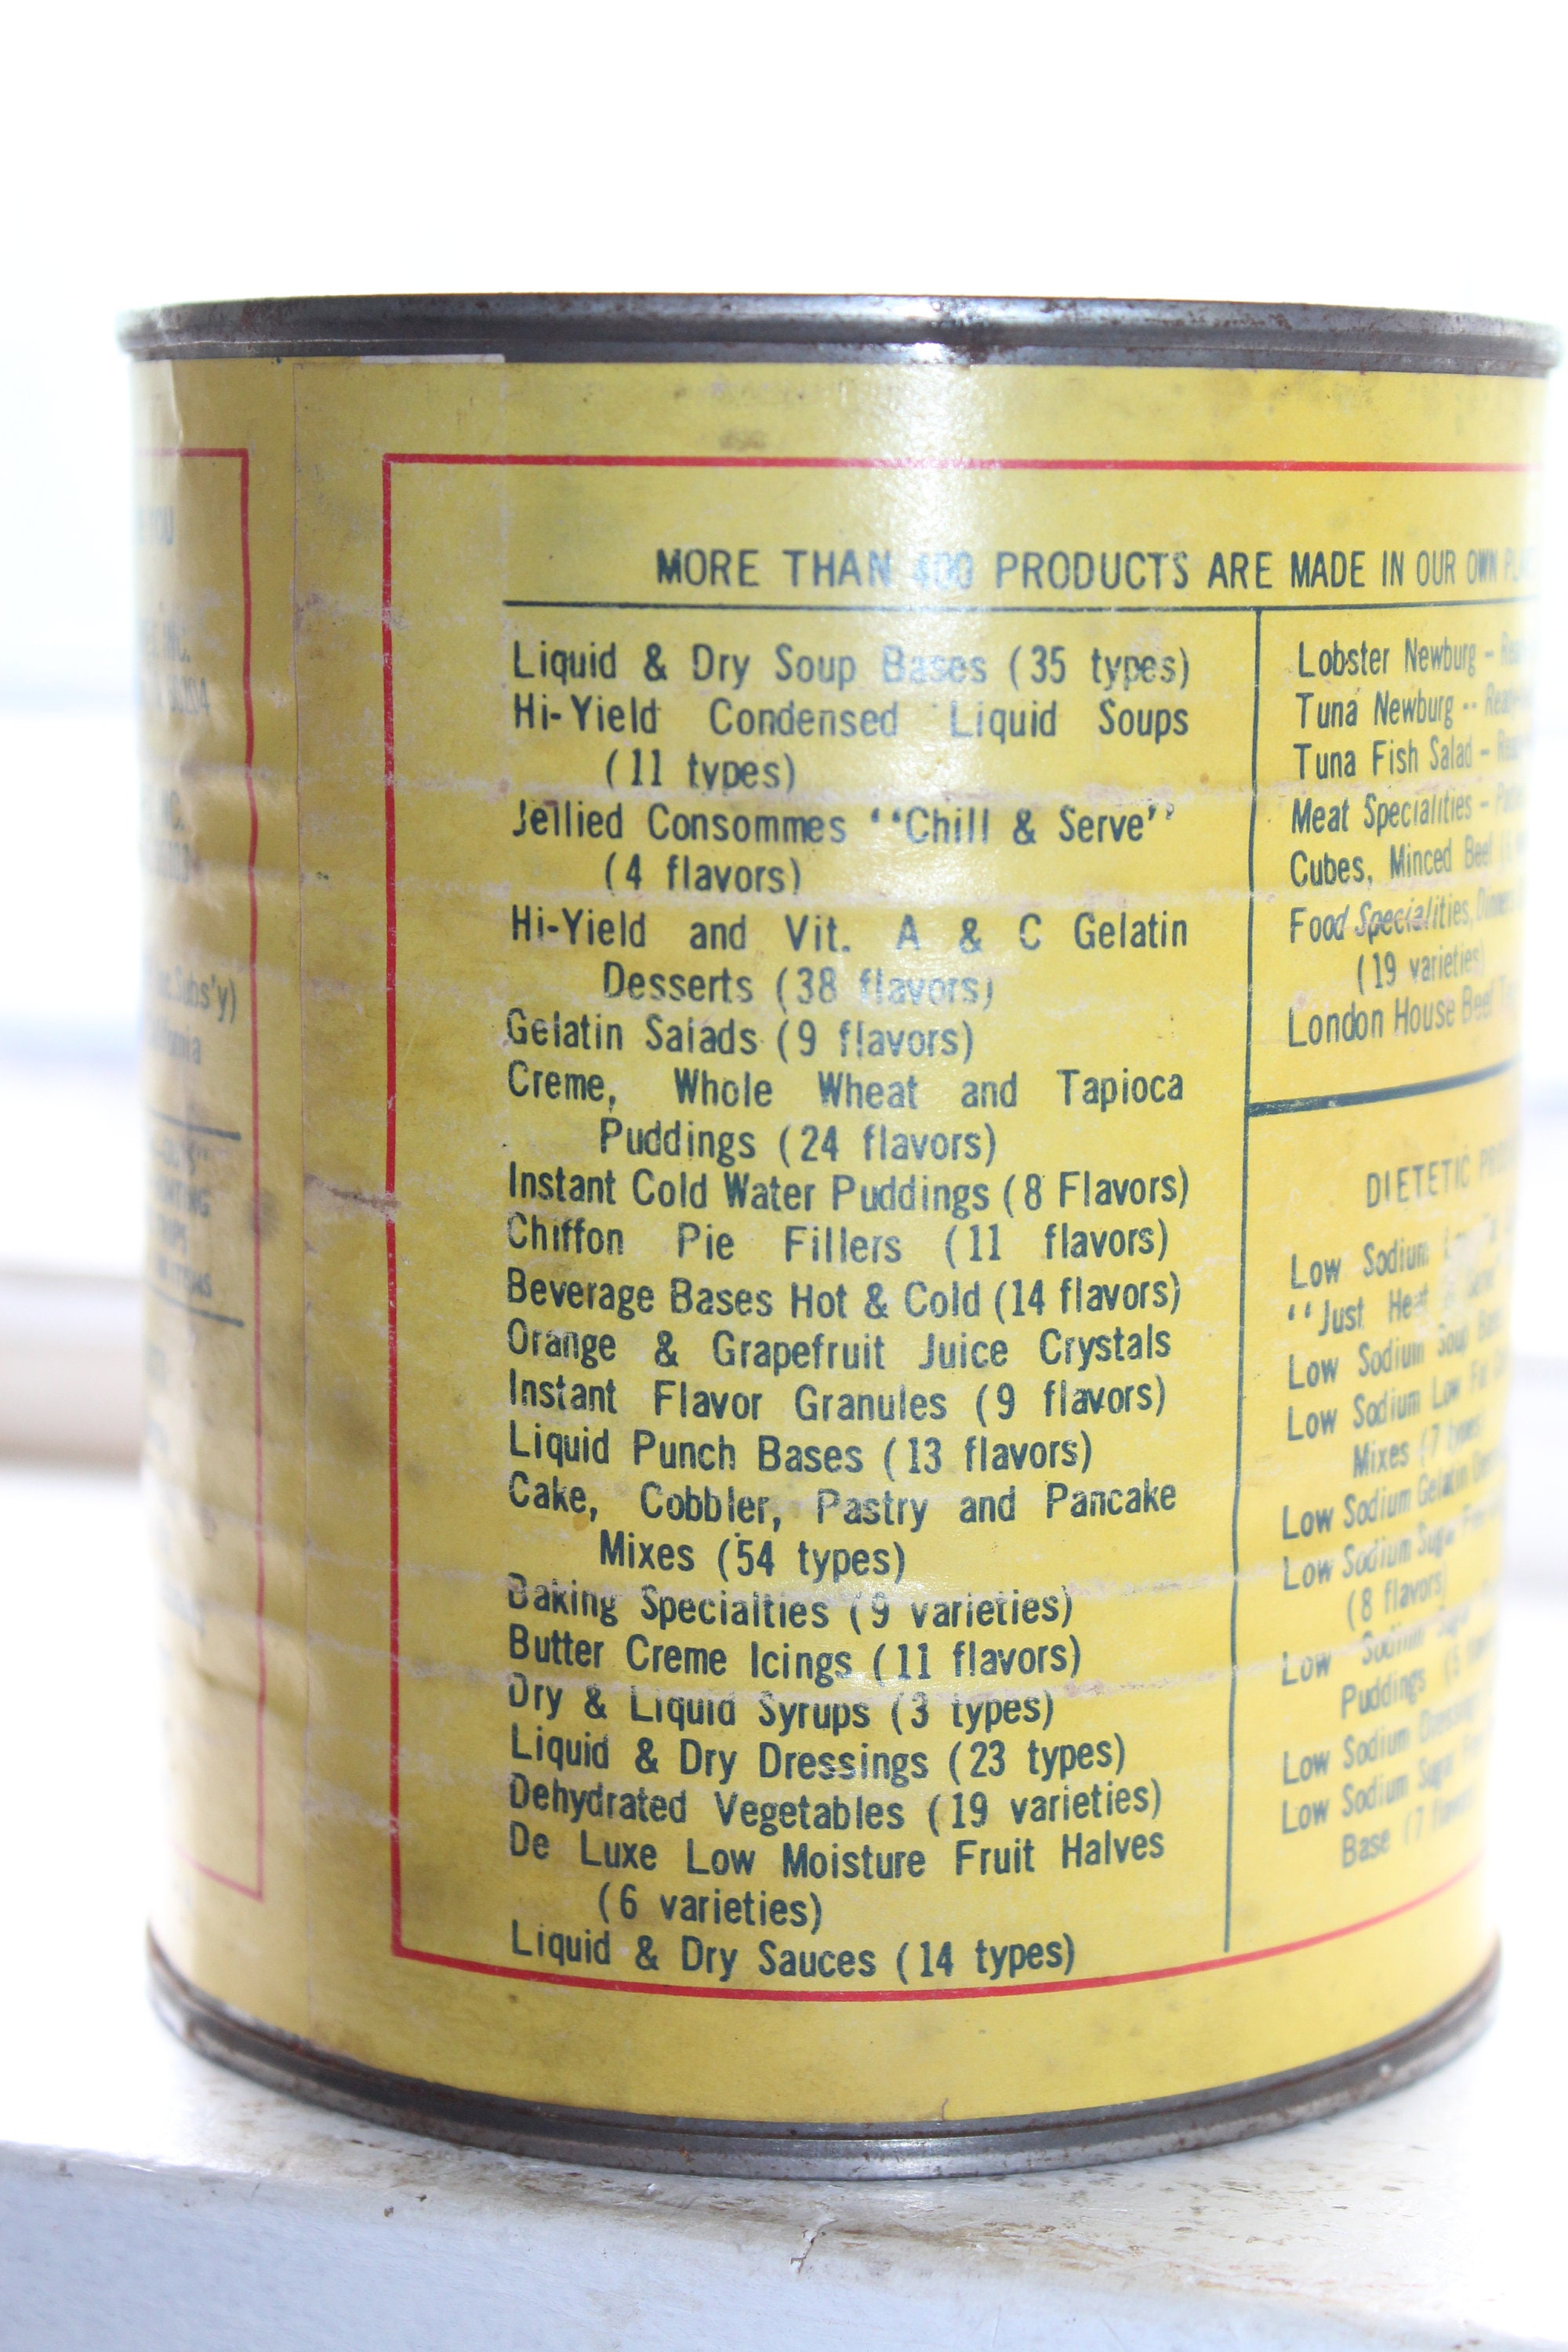 YOU
Inc.
INC.
Subs'y)
MORE THAN 400 PRODUCTS ARE MADE IN OUR OWN
Liquid & Dry Soup Bases (35 types)
Hi-Yield Condensed Liquid Soups
(11 types)
Jellied Consommes “Chill & Serve”
(4 flavors)
Hi-Yield and Vit. A & C Gelatin
Desserts (38 flavors)
Gelatin Salads (9 flavors)
Creme, Whole Wheat and Tapioca
Puddings (24 flavors)
Instant Cold Water Puddings (8 Flavors)
Chiffon Pie Fillers (11 flavors)
Beverage Bases Hot & Cold (14 flavors)
Orange & Grapefruit Juice Crystals
Instant Flavor Granules (9 flavors)
Liquid Punch Bases (13 flavors)
Cake, Cobbler, Pastry and Pancake
Mixes (54 types)
Baking Specialties (9 varieties)
Butter Creme Icings (11 flavors)
Dry & Liquid Syrups (3 types)
Liquid & Dry Dressings (23 types)
Dehydrated Vegetables (19 varieties)
De Luxe Low Moisture Fruit Halves
(6 varieties)
Liquid & Dry Sauces (14 types)
Lobster Newburg -
Tuna Newburg --
Tuna Fish Salad -
Meat Specialities -
Cubes, Minced Beef
Food Specialities,
(19 varieties)
London House Beef
DIETETIC
Low Sodium
“Just Heat &
Low Sodium Soup
Low Sodium Low Fat
Mixes (7 types)
Low Sodium Gelatin
Low Sodium Sugar
(8 flavors)
Low Sodium
Puddings
Low Sodium
Low Sodium Sugar
Base (7